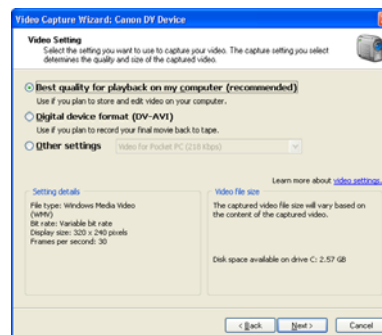 Video Capture Wizard: Canon DV Device
Video Setting
Select the setting you want to use to capture your video. The capture setting you select
determines the quality and size of the captured video.
Best quality for playback on my computer (recommended)
Use if you plan to store and edit video on your computer.
Digital device format (DV-AVI)
Use if you plan to record your final movie back to tape.
Other settings
Video for Pocket PC (218 Kbps)
Learn more about video settings.
Setting details
File type: Windows Media Video
(WMV)
Bit rate: Variable bit rate
Display size: 320 x 240 pixels
Frames per second: 30
Video file size
The captured video file size will vary based on
the content of the captured video.
Disk space available on drive C: 2.57 GB
< Back
Next >
Cancel